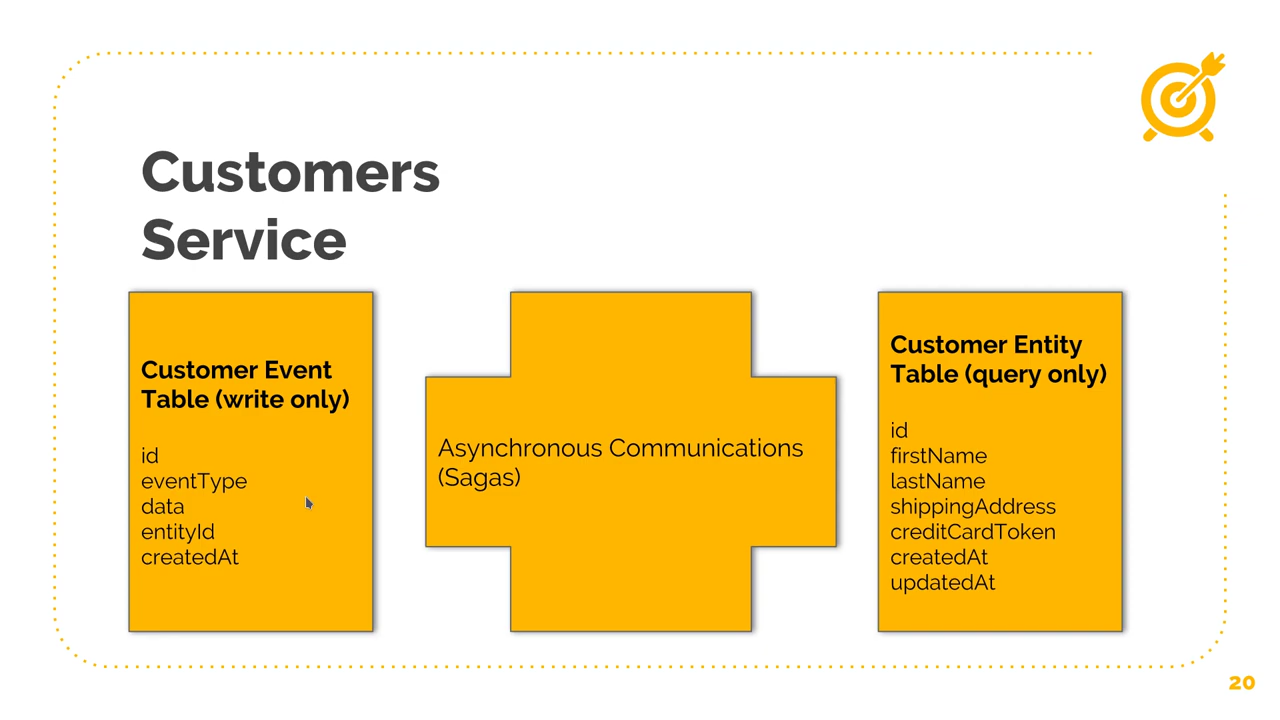 Customers
Service
Customer Event
Table (write only)
id
eventType
data
entityId
createdAt
Asynchronous Communications
(Sagas)
Customer Entity
Table (query only)
id
firstName
lastName
shippingAddress
creditCardToken
createdAt
updatedAt
20